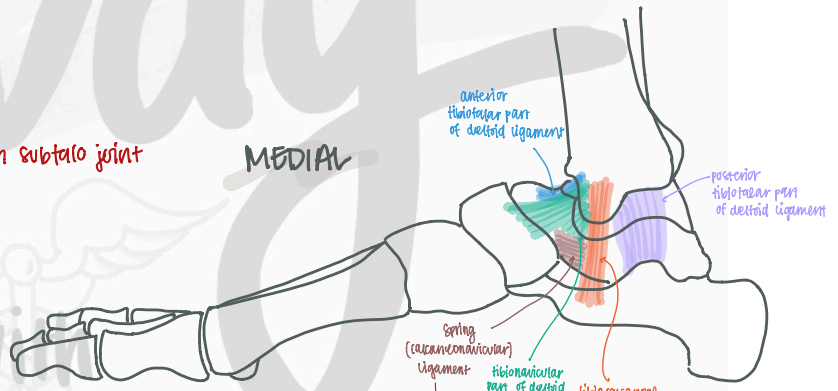 anterior
tibiotalar part
of deltoid ligament
subtalo joint
MEDIAL
posterior
tibiotalar part
of deltoid ligament
Spring
(calcaneonavicular)
ligament
tibionavicular
part of deltoid